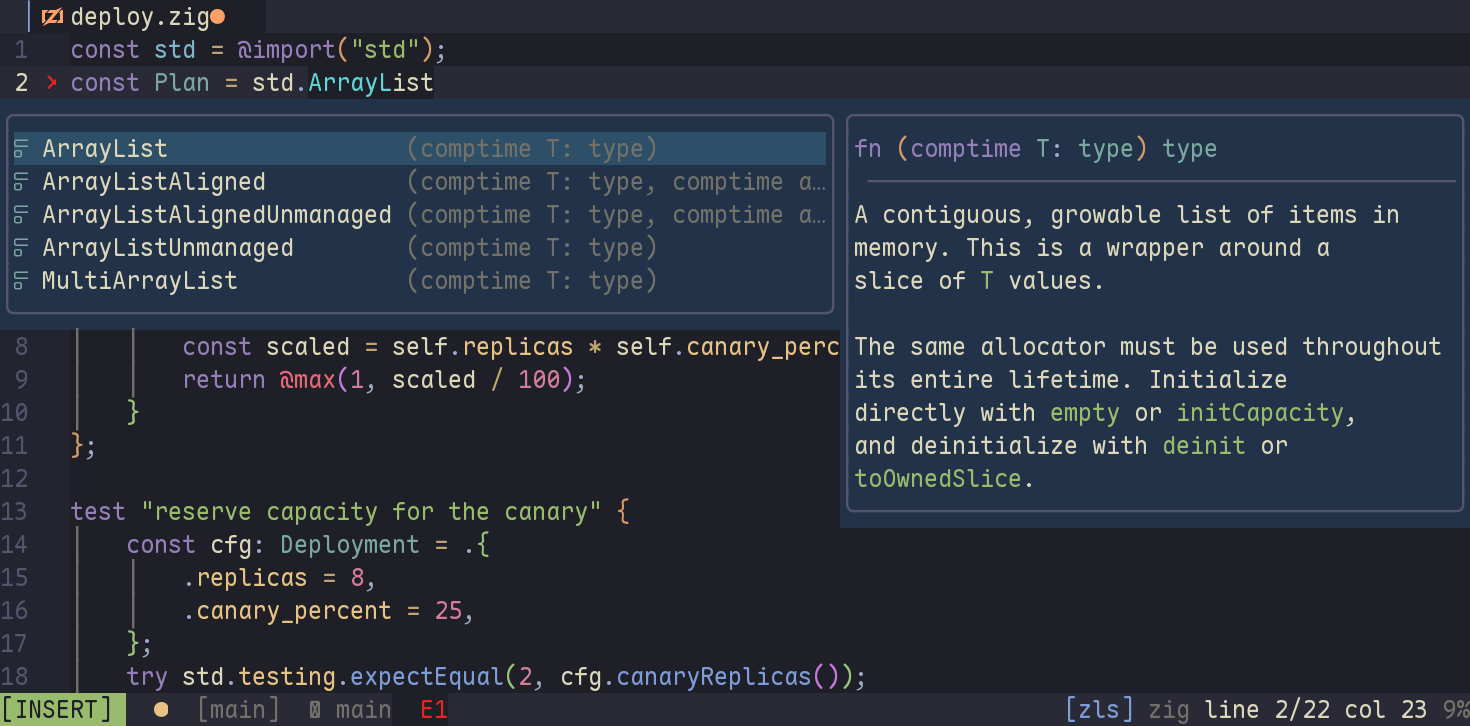 deploy.zig
1 const std = @import("std");
2 const Plan = std.ArrayList
ArrayList (comptime T: type)
ArrayListAligned (comptime T: type, comptime a…
ArrayListAlignedUnmanaged (comptime T: type, comptime a…
ArrayListUnmanaged (comptime T: type)
MultiArrayList (comptime T: type)
fn (comptime T: type) type
A contiguous, growable list of items in
memory. This is a wrapper around a
slice of T values.
The same allocator must be used throughout
its entire lifetime. Initialize
directly with empty or initCapacity,
and deinitialize with deinit or
toOwnedSlice.
8 const scaled = self.replicas * self.canary_perc
9 return @max(1, scaled / 100);
10 }
11 };
12
13 test "reserve capacity for the canary" {
14 const cfg: Deployment = .{
15 .replicas = 8,
16 .canary_percent = 25,
17 };
18 try std.testing.expectEqual(2, cfg.canaryReplicas());
[INSERT] [main] main E1 [zls] zig line 2/22 col 23 9%